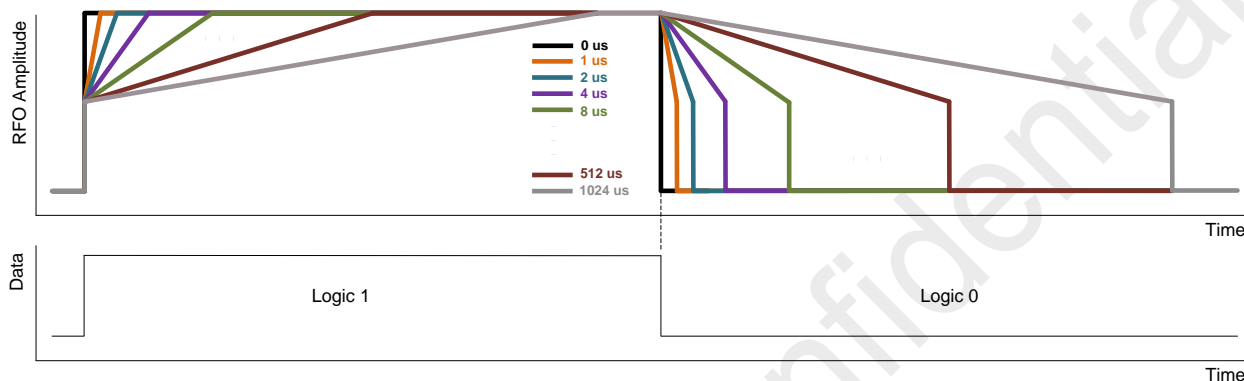 RFO Amplitude
0 us
1 us
2 us
4 us
8 us
512 us
1024 us
Time
Data
Logic 1
Logic 0
Time